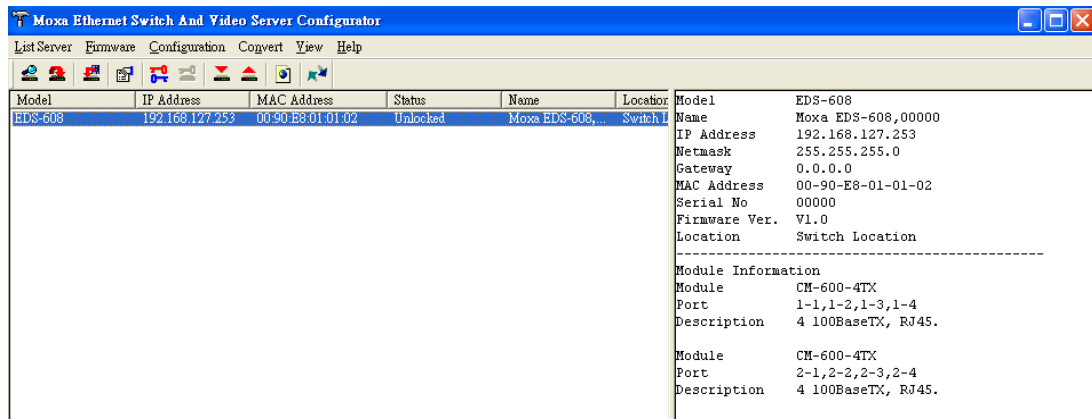 Moxa Ethernet Switch And Video Server Configurator
List Server Firmware Configuration Convert View Help
Model IP Address MAC Address Status Name Location
EDS-608 192.168.127.253 00:90:E8:01:01:02 Unlocked Moxa EDS-608,... Switch L
Model EDS-608
Name Moxa EDS-608,00000
IP Address 192.168.127.253
Netmask 255.255.255.0
Gateway 0.0.0.0
MAC Address 00-90-E8-01-01-02
Serial No 00000
Firmware Ver. V1.0
Location Switch Location
----------------------------------------------
Module Information
Module CM-600-4TX
Port 1-1,1-2,1-3,1-4
Description 4 100BaseTX, RJ45.
Module CM-600-4TX
Port 2-1,2-2,2-3,2-4
Description 4 100BaseTX, RJ45.